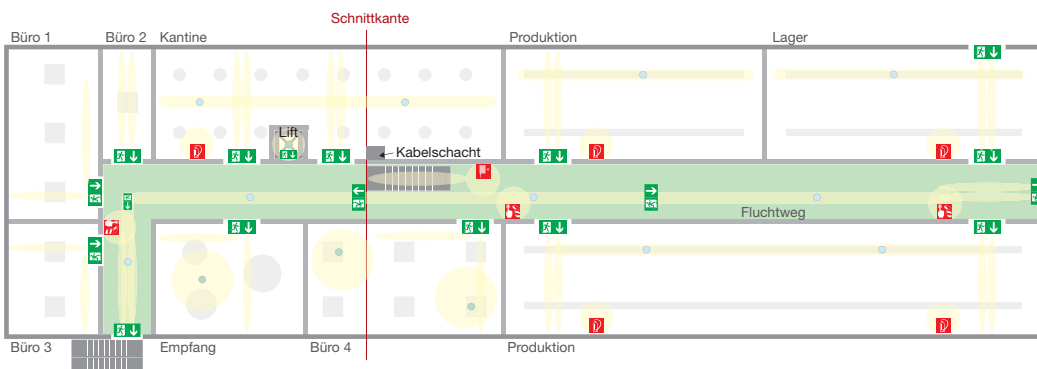 Schnittkante
Büro 1
Büro 2
Kantine
Produktion
Lager
Lift
Kabelschacht
Fluchtweg
Büro 3
Empfang
Büro 4
Produktion